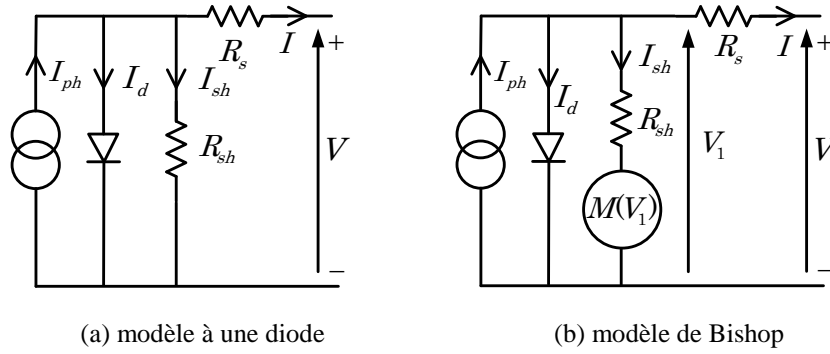 R_s
I
+
I_ph
I_d
I_sh
R_sh
V
−
R_s
I
+
I_ph
I_d
I_sh
R_sh
V_1
V
M(V_1)
−
(a) modèle à une diode
(b) modèle de Bishop